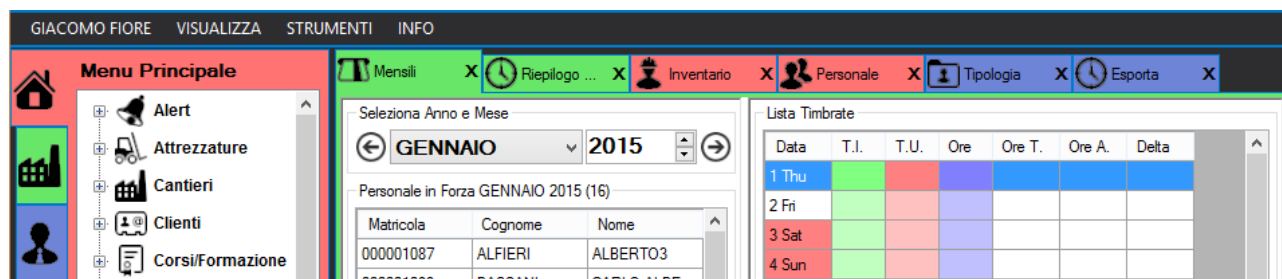 GIACOMO FIORE VISUALIZZA STRUMENTI INFO
Menu Principale
Alert
Attrezzature
Cantieri
Clienti
Corsi/Formazione
Mensili X Riepilogo ... X Inventario X Personale X Tipologia X Esporta X
Seleziona Anno e Mese
GENNAIO 2015
Personale in Forza GENNAIO 2015 (16)
Matricola Cognome Nome
000001087 ALFIERI ALBERTO3
Lista Timbrate
Data T.I. T.U. Ore Ore T. Ore A. Delta
1 Thu
2 Fri
3 Sat
4 Sun